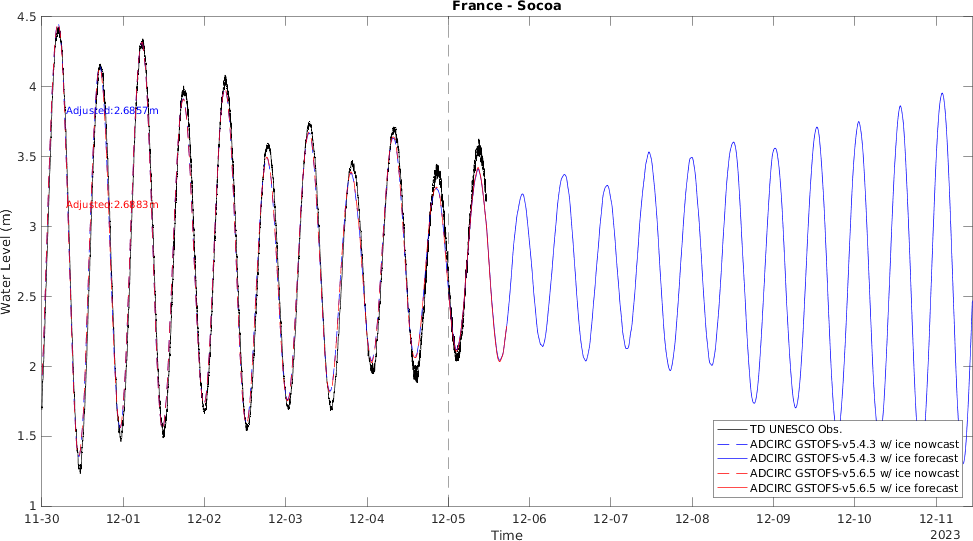 France - Socoa
Water Level (m)
4.5
4
3.5
3
2.5
2
1.5
1
Adjusted:2.6857m
Adjusted:2.6883m
TD UNESCO Obs.
ADCIRC GSTOFS-v5.4.3 w/ ice nowcast
ADCIRC GSTOFS-v5.4.3 w/ ice forecast
ADCIRC GSTOFS-v5.6.5 w/ ice nowcast
ADCIRC GSTOFS-v5.6.5 w/ ice forecast
11-30 12-01 12-02 12-03 12-04 12-05 12-06 12-07 12-08 12-09 12-10 12-11
2023
Time